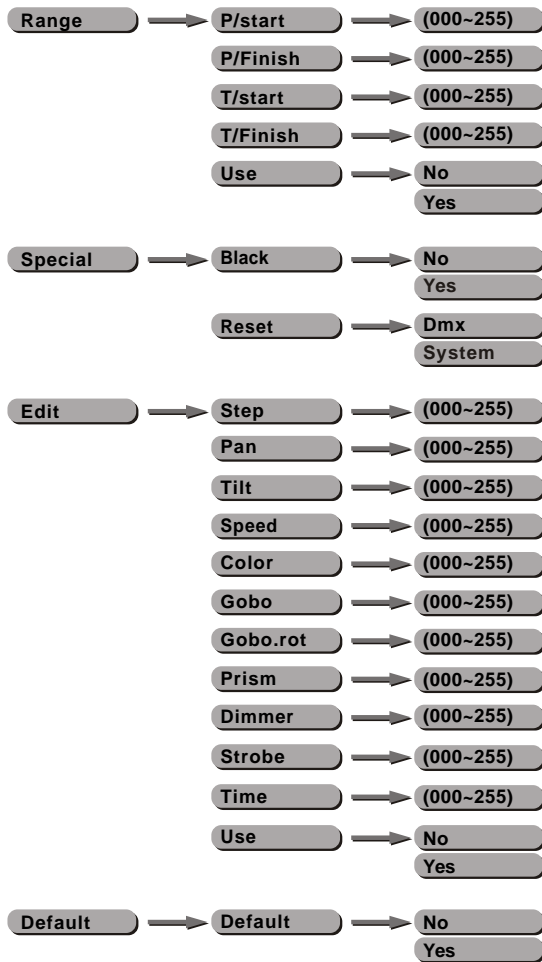 Range P/start (000~255)
P/Finish (000~255)
T/start (000~255)
T/Finish (000~255)
Use No
Yes
Special Black No
Yes
Reset Dmx
System
Edit Step (000~255)
Pan (000~255)
Tilt (000~255)
Speed (000~255)
Color (000~255)
Gobo (000~255)
Gobo.rot (000~255)
Prism (000~255)
Dimmer (000~255)
Strobe (000~255)
Time (000~255)
Use No
Yes
Default Default No
Yes